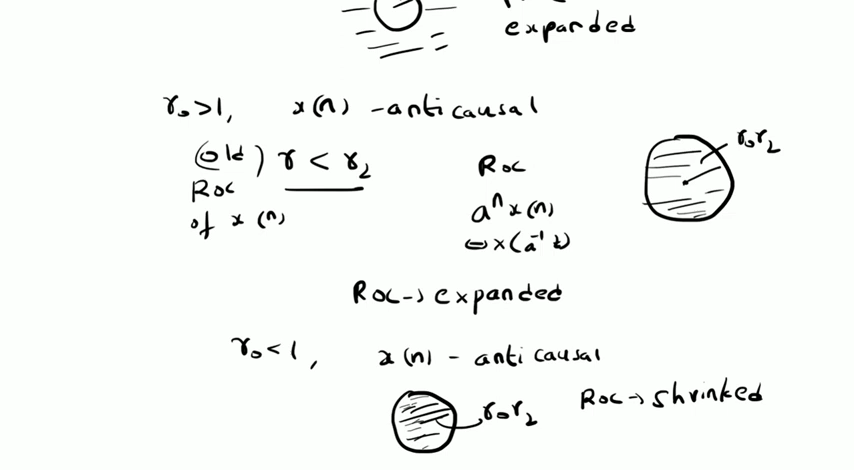 expanded
r₀>1, x(n) -anticausal
(old) r < r₂
Roc
of x(n)
Roc
aⁿx(n)
⇔x(a⁻¹z)
r₀r₂
Roc→expanded
r₀<1, x(n) - anticausal
r₀r₂
Roc→shrinked